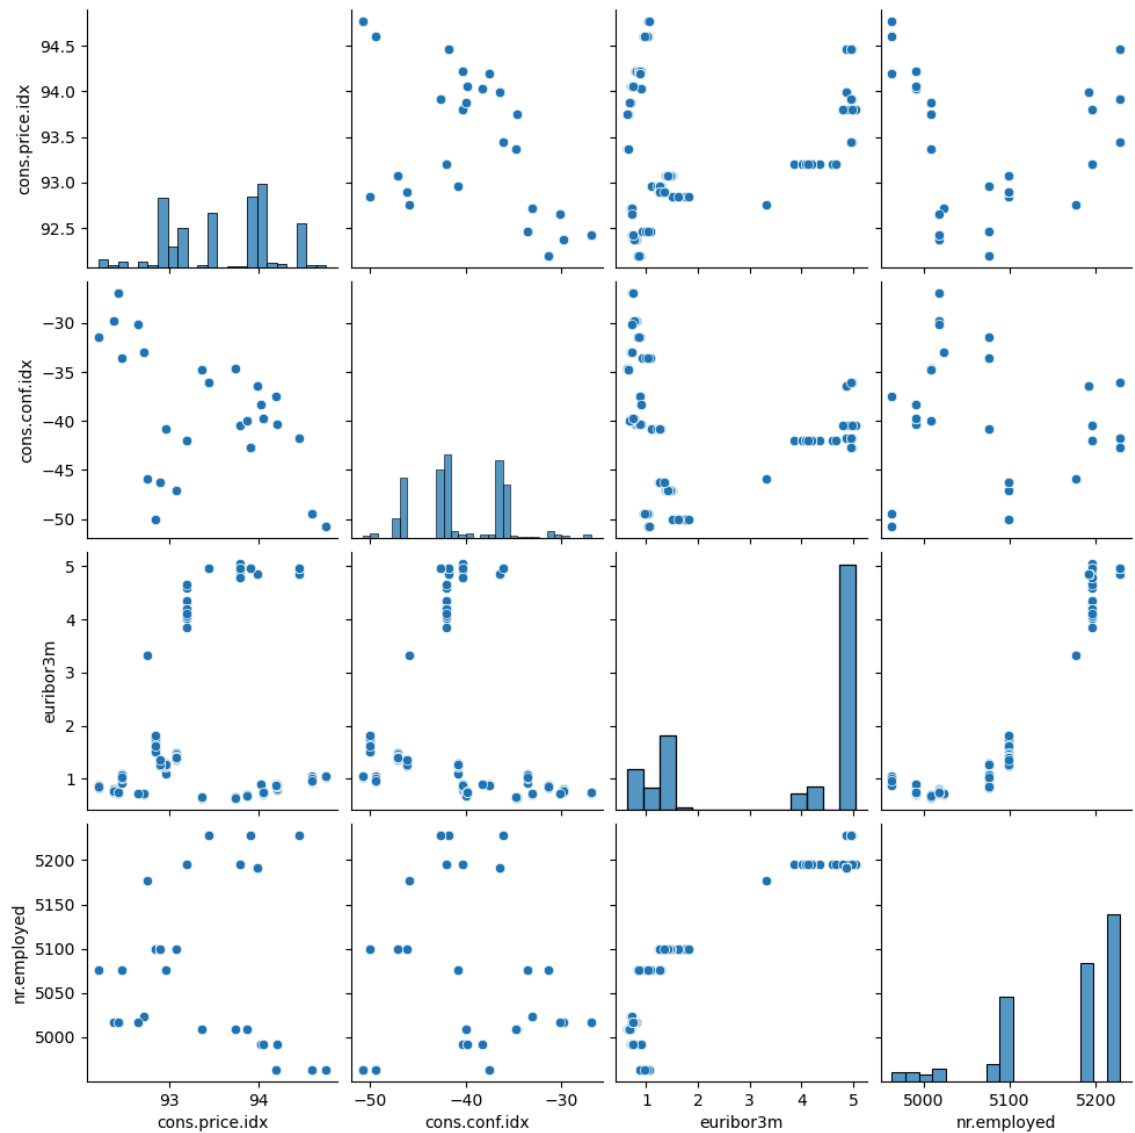 cons.price.idx
94.5
94.0
93.5
93.0
92.5
cons.conf.idx
−30
−35
−40
−45
−50
euribor3m
5
4
3
2
1
nr.employed
5200
5150
5100
5050
5000
93 94
−50 −40 −30
1 2 3 4 5
5000 5100 5200
cons.price.idx
cons.conf.idx
euribor3m
nr.employed